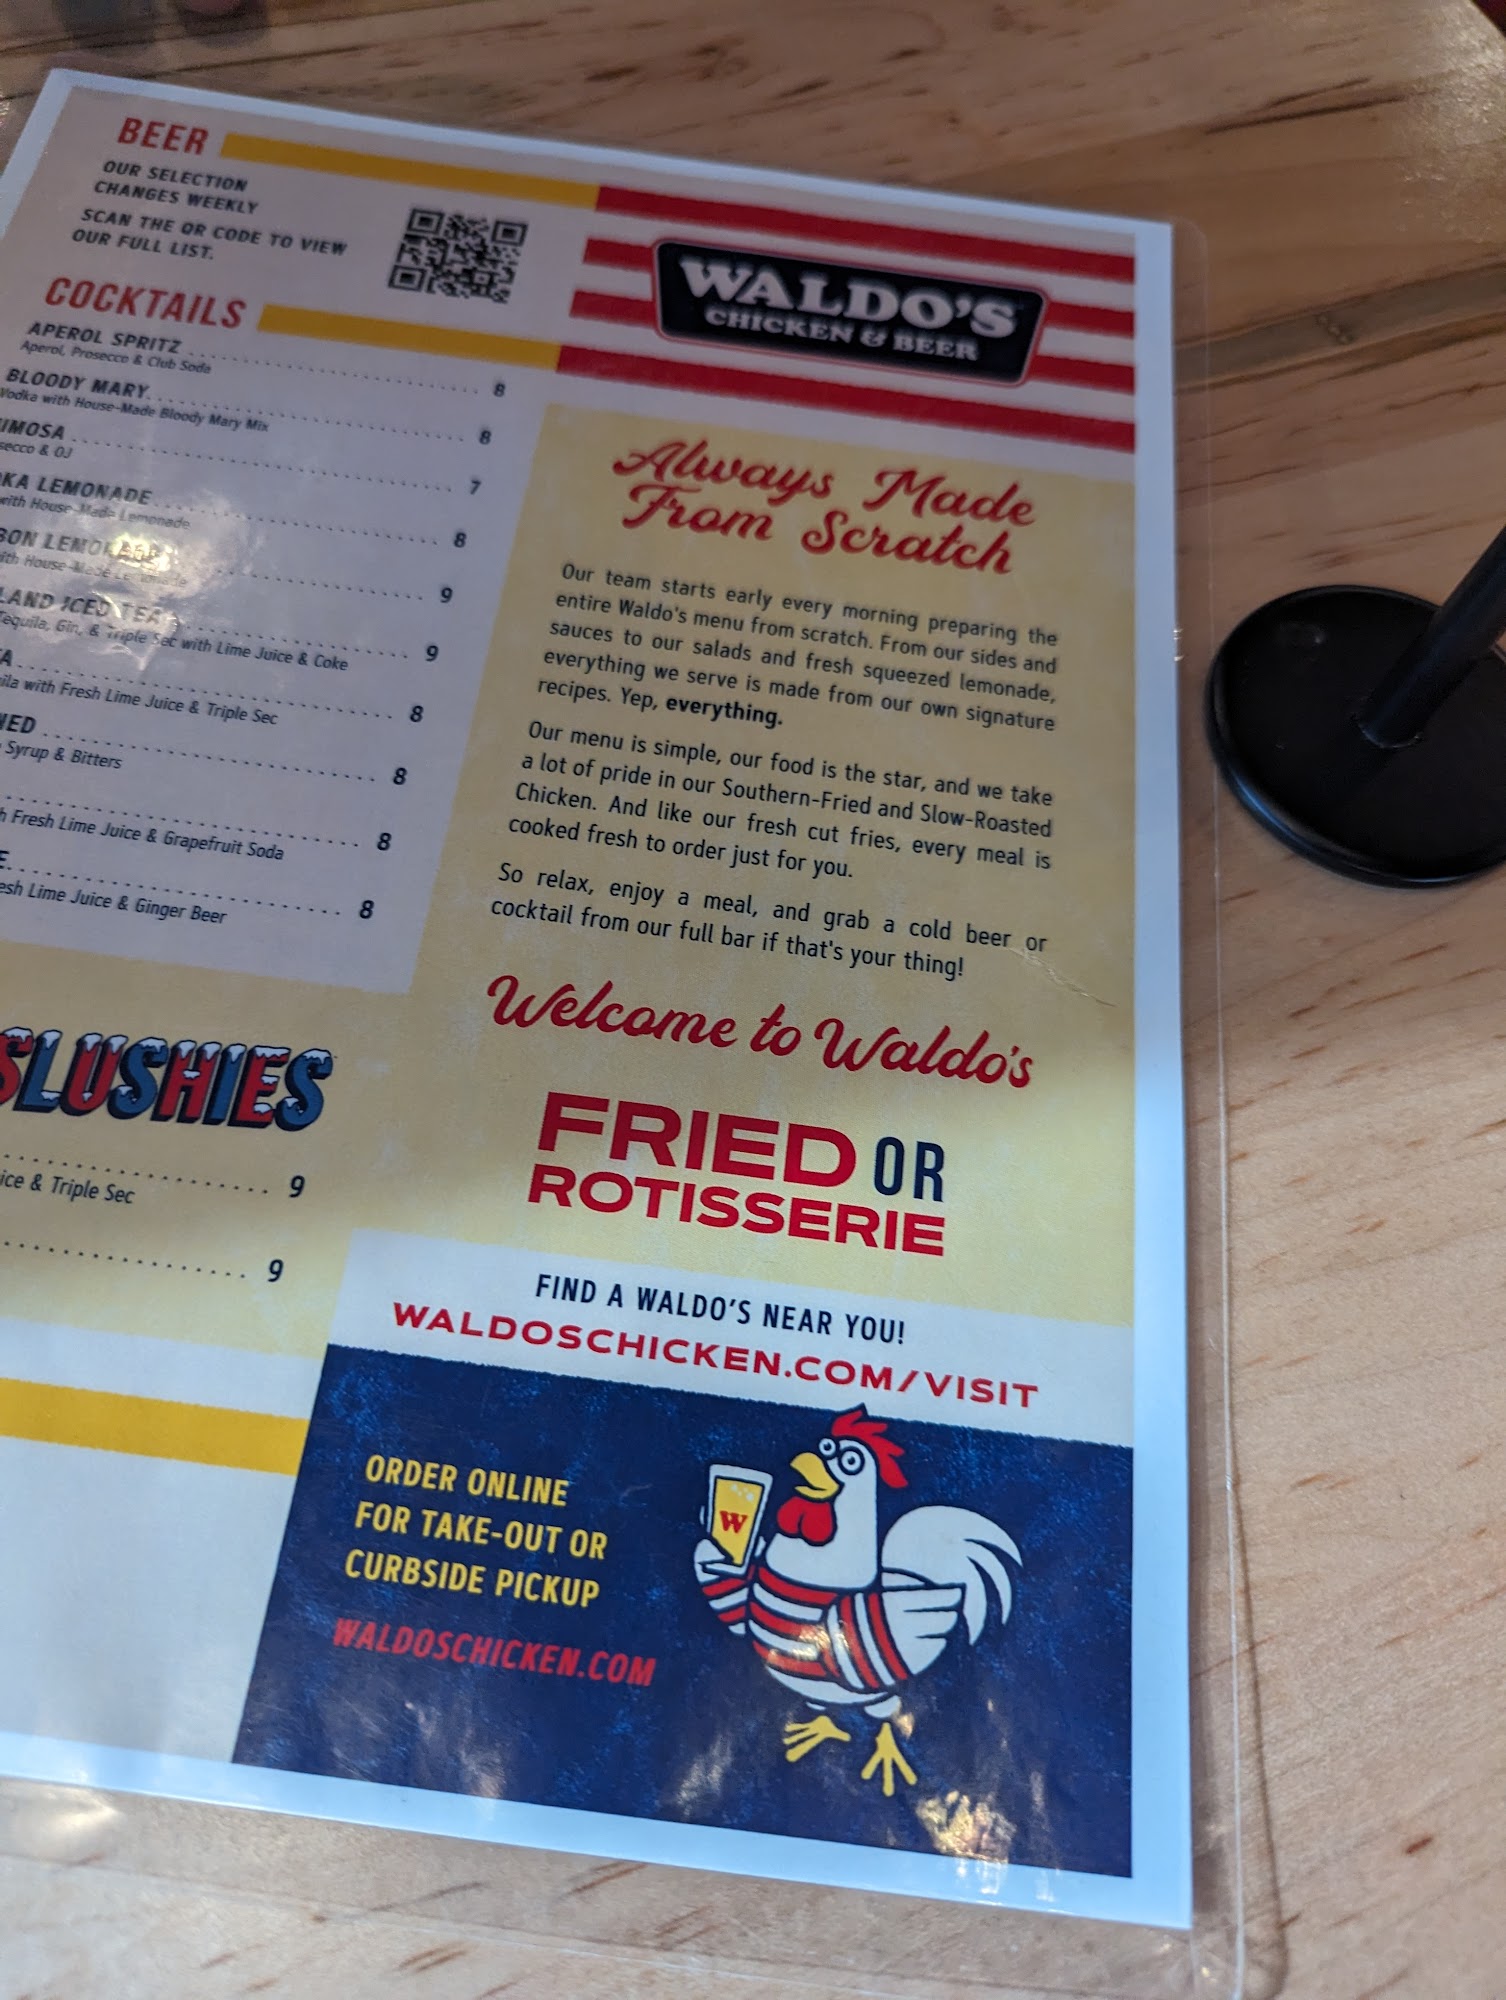 BEER
OUR SELECTION
CHANGES WEEKLY
SCAN THE QR CODE TO VIEW
OUR FULL LIST.
COCKTAILS
APEROL SPRITZ 8
Aperol, Prosecco & Club Soda
BLOODY MARY 8
Vodka with House-Made Bloody Mary Mix
IMOSA 7
secco & OJ
KA LEMONADE 8
with House-Made Lemonade
BON LEMONADE 9
ith House-Made Lemonade
LAND ICED TEA 9
Tequila, Gin, & Triple Sec with Lime Juice & Coke
A 8
uila with Fresh Lime Juice & Triple Sec
NED 8
Syrup & Bitters
8
h Fresh Lime Juice & Grapefruit Soda
E 8
esh Lime Juice & Ginger Beer
SLUSHIES
9
ice & Triple Sec
9
WALDO'S
CHICKEN & BEER
Always Made
From Scratch
Our team starts early every morning preparing the
entire Waldo's menu from scratch. From our sides and
sauces to our salads and fresh squeezed lemonade,
everything we serve is made from our own signature
recipes. Yep, everything.
Our menu is simple, our food is the star, and we take
a lot of pride in our Southern-Fried and Slow-Roasted
Chicken. And like our fresh cut fries, every meal is
cooked fresh to order just for you.
So relax, enjoy a meal, and grab a cold beer or
cocktail from our full bar if that's your thing!
Welcome to Waldo's
FRIED OR
ROTISSERIE
FIND A WALDO'S NEAR YOU!
WALDOSCHICKEN.COM/VISIT
ORDER ONLINE
FOR TAKE-OUT OR
CURBSIDE PICKUP
WALDOSCHICKEN.COM
W